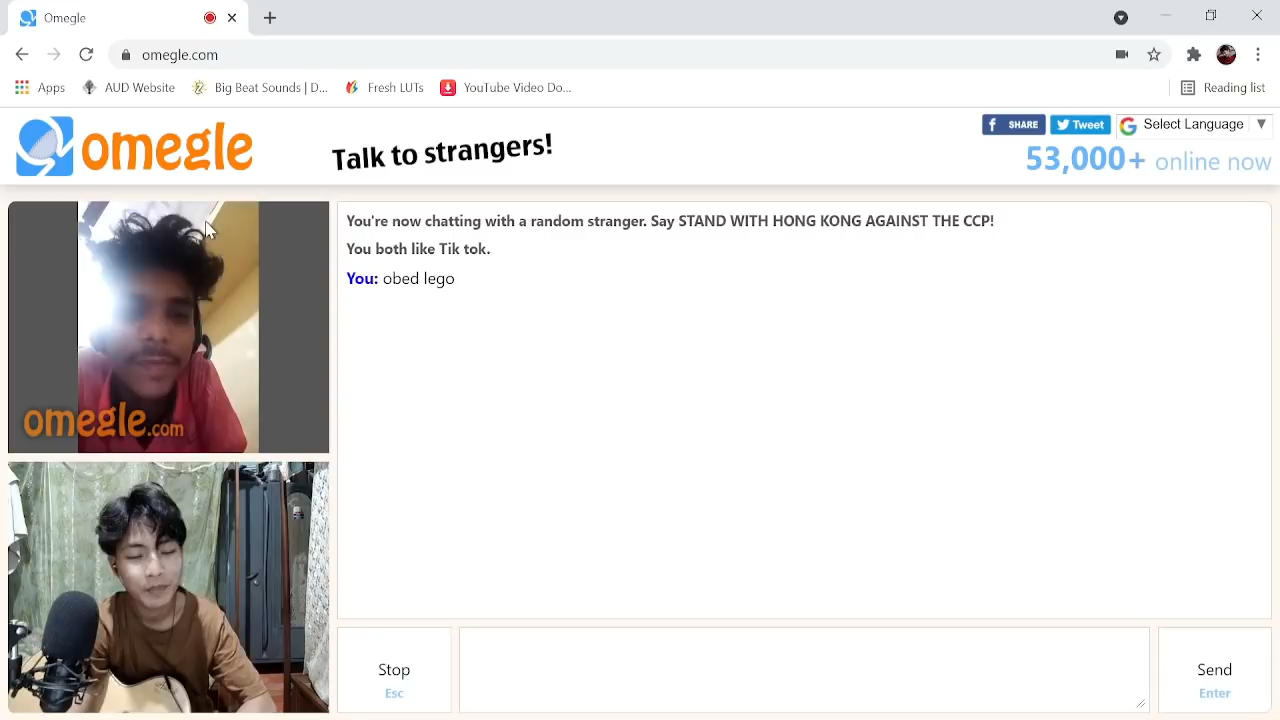 Omegle
omegle.com
Apps
AUD Website
Big Beat Sounds | D...
Fresh LUTs
YouTube Video Do...
Reading list
omegle
Talk to strangers!
SHARE
Tweet
Select Language
53,000+ online now
You're now chatting with a random stranger. Say STAND WITH HONG KONG AGAINST THE CCP!
You both like Tik tok.
You: obed lego
omegle.com
Stop
Esc
Send
Enter